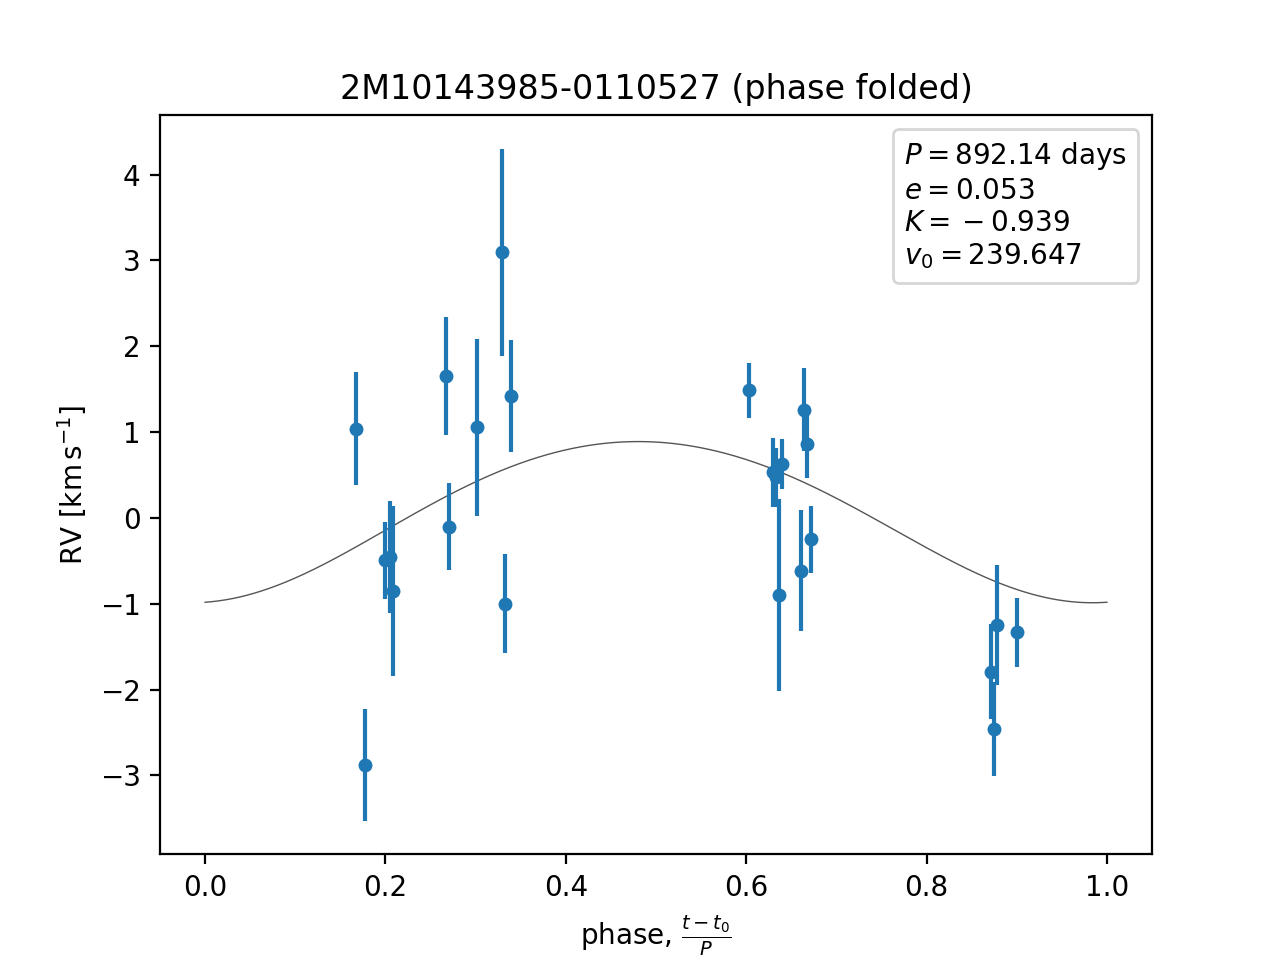 2M10143985-0110527 (phase folded)
P = 892.14 days
e = 0.053
K = −0.939
v₀ = 239.647
RV [km s⁻¹]
4
3
2
1
0
−1
−2
−3
0.0 0.2 0.4 0.6 0.8 1.0
phase, (t − t₀)/P